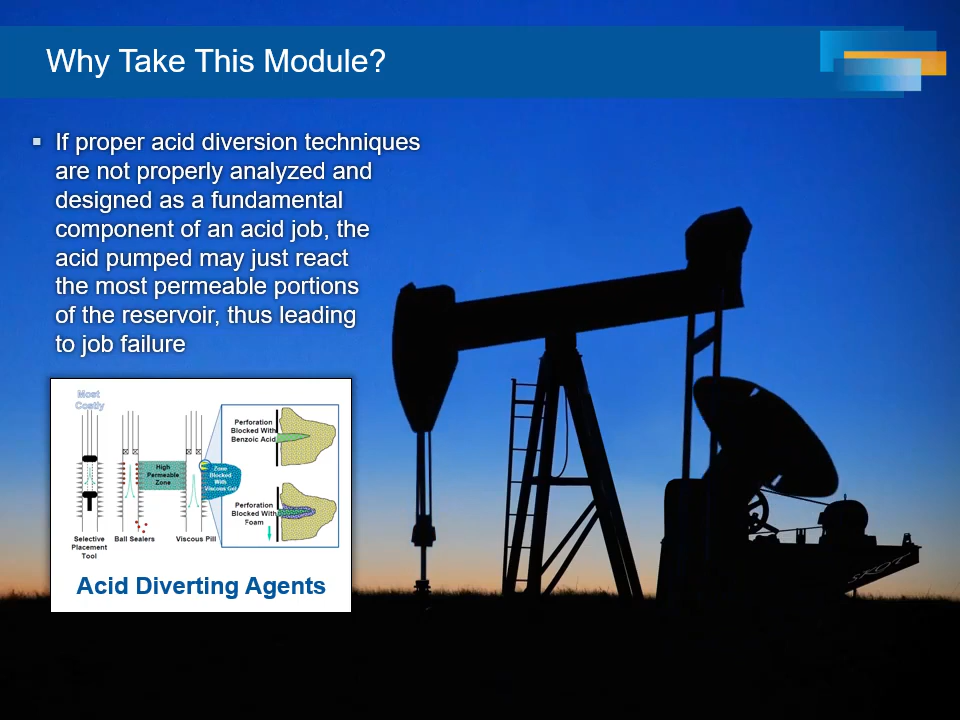 Why Take This Module?
If proper acid diversion techniques
are not properly analyzed and
designed as a fundamental
component of an acid job, the
acid pumped may just react
the most permeable portions
of the reservoir, thus leading
to job failure
Most
Costly
Perforation
Blocked With
Benzoic Acid
High
Permeable
Zone
Zone
Blocked
With
Viscous Gel
Perforation
Blocked With
Foam
Selective
Placement
Tool
Ball Sealers
Viscous Pill
Acid Diverting Agents